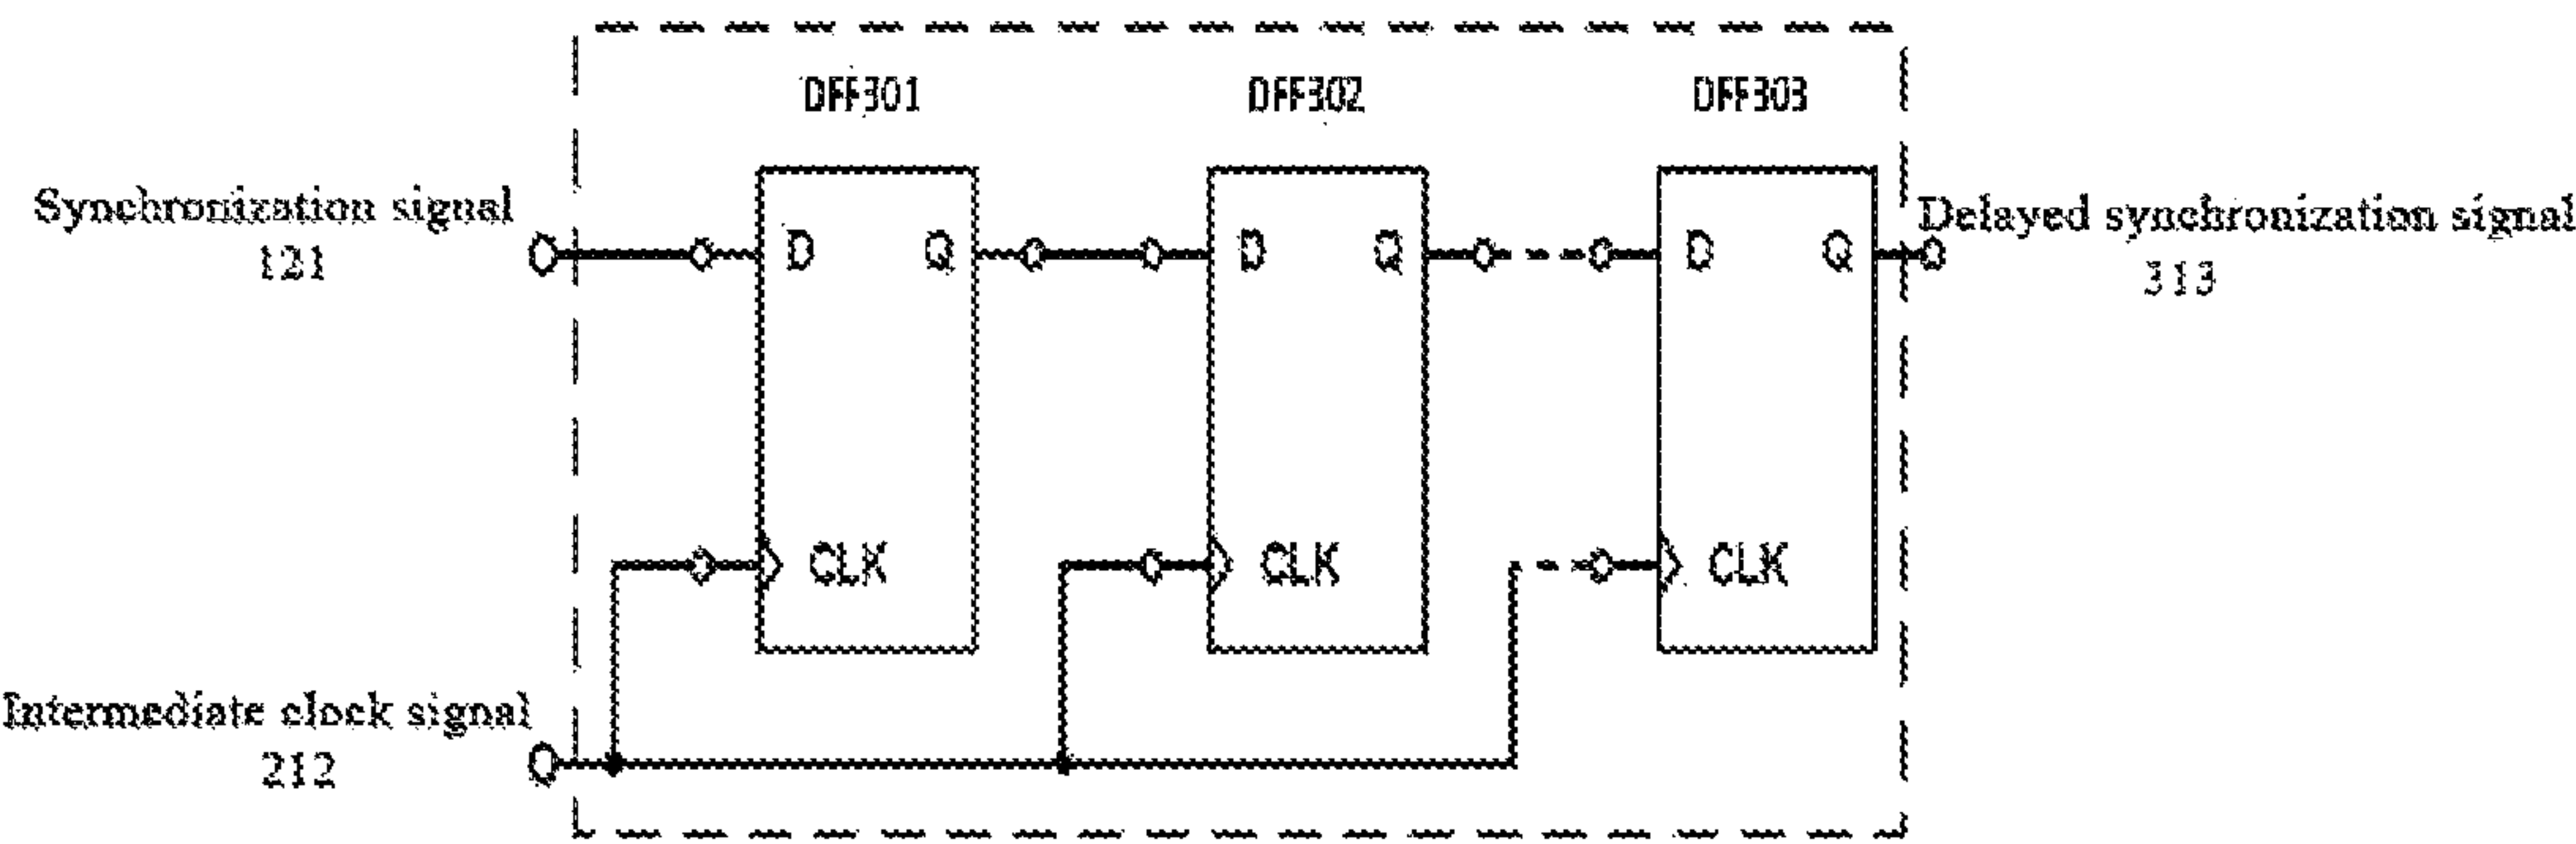 DFF301 DFF302 DFF303
Synchronization signal
121
D Q D Q D Q
Delayed synchronization signal
313
CLK CLK CLK
Intermediate clock signal
212